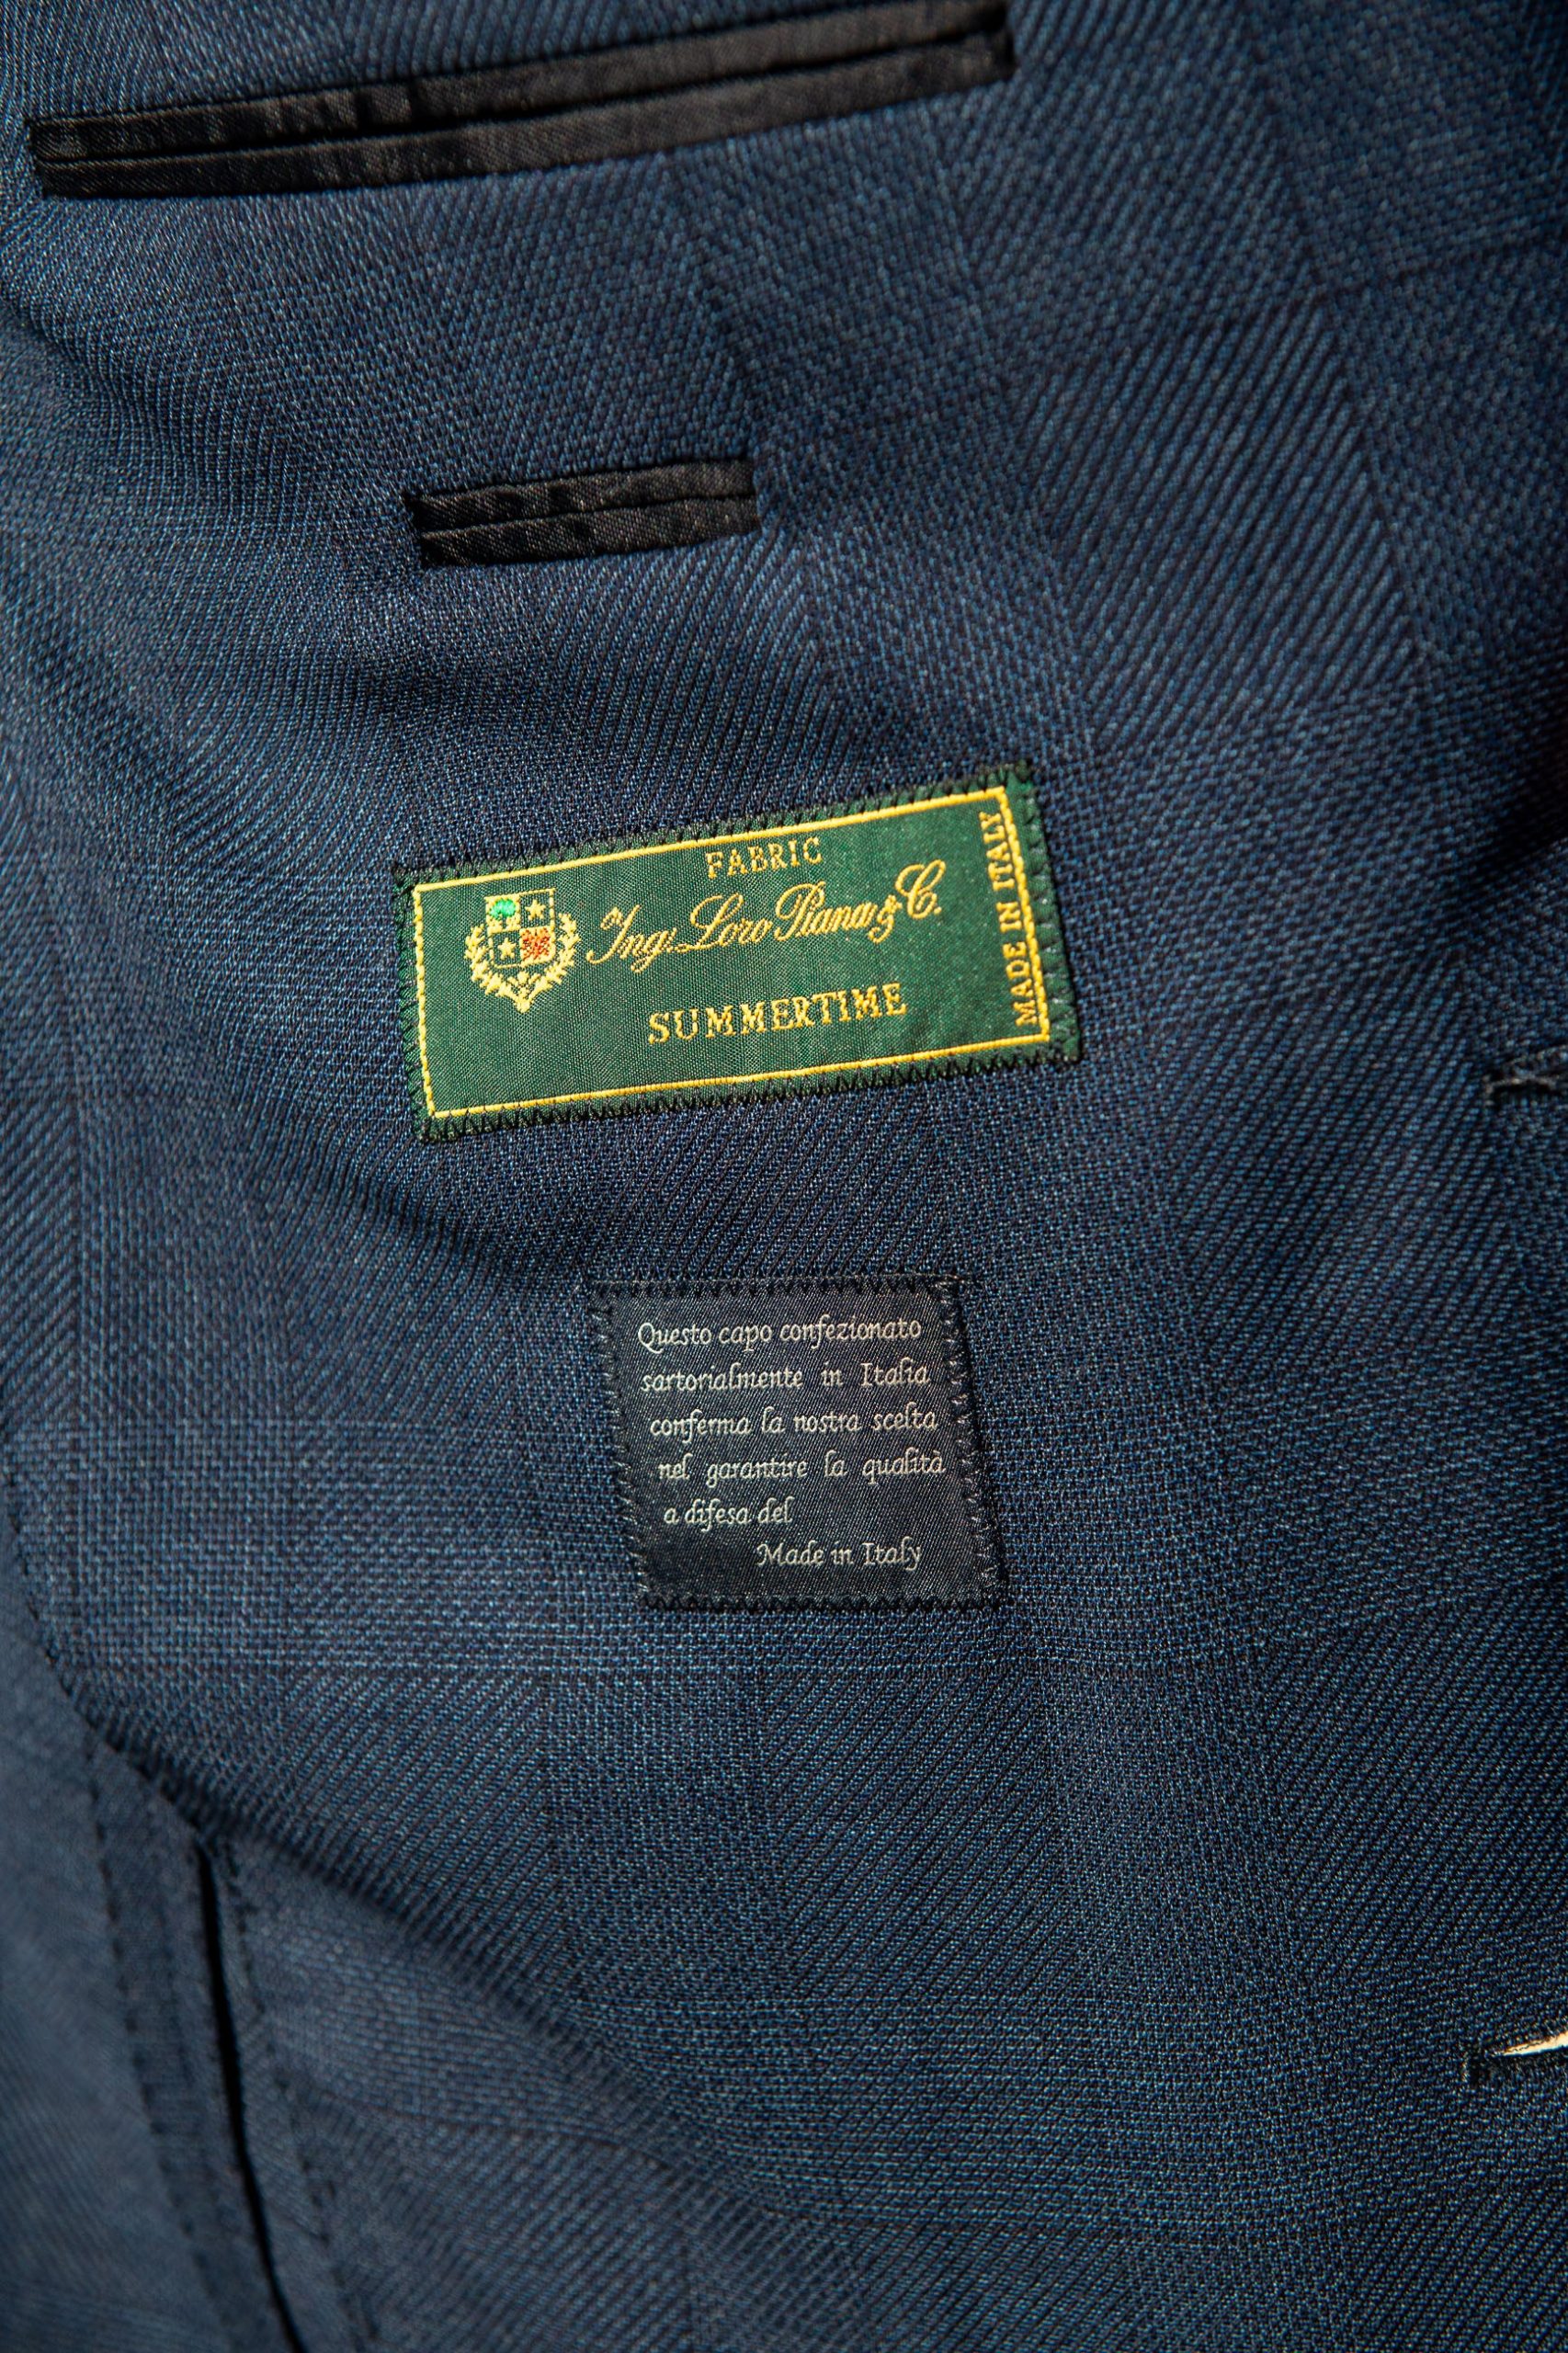 FABRIC
Ing. Loro Piana & C.
SUMMERTIME
MADE IN ITALY
Questo capo confezionato
sartorialmente in Italia
conferma la nostra scelta
nel garantire la qualità
a difesa del
Made in Italy